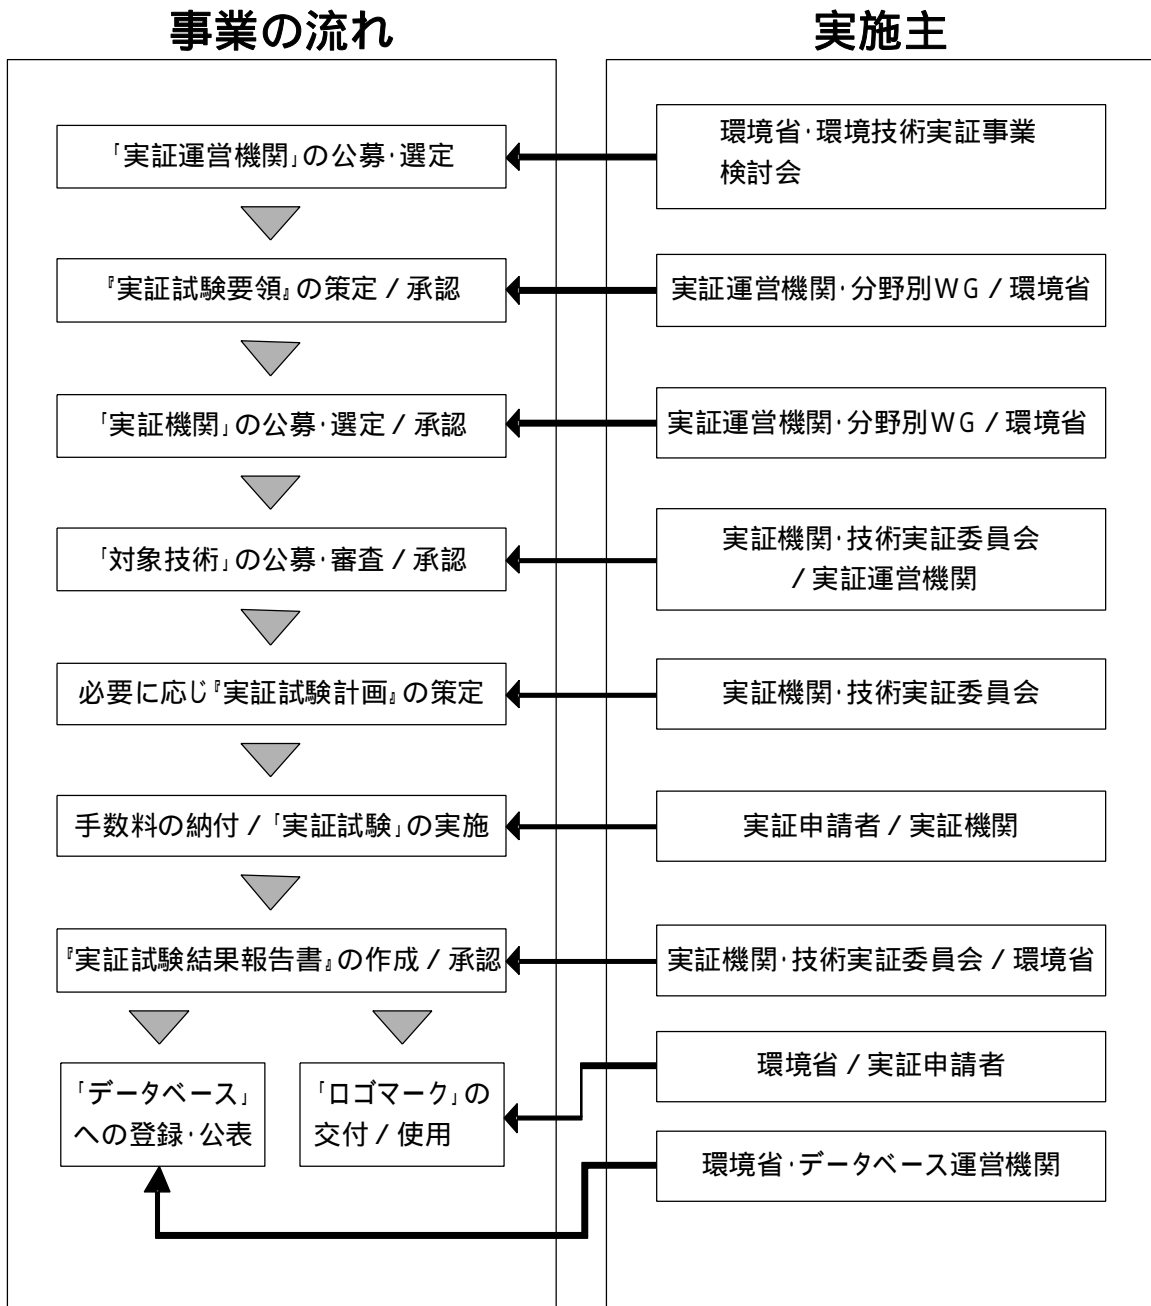 事業の流れ
実施主
「実証運営機関」の公募・選定
環境省・環境技術実証事業
検討会
『実証試験要領』の策定 / 承認
実証運営機関・分野別WG / 環境省
「実証機関」の公募・選定 / 承認
実証運営機関・分野別WG / 環境省
「対象技術」の公募・審査 / 承認
実証機関・技術実証委員会
/ 実証運営機関
必要に応じ『実証試験計画』の策定
実証機関・技術実証委員会
手数料の納付 / 「実証試験」の実施
実証申請者 / 実証機関
『実証試験結果報告書』の作成 / 承認
実証機関・技術実証委員会 / 環境省
「データベース」
への登録・公表
「ロゴマーク」の
交付 / 使用
環境省 / 実証申請者
環境省・データベース運営機関